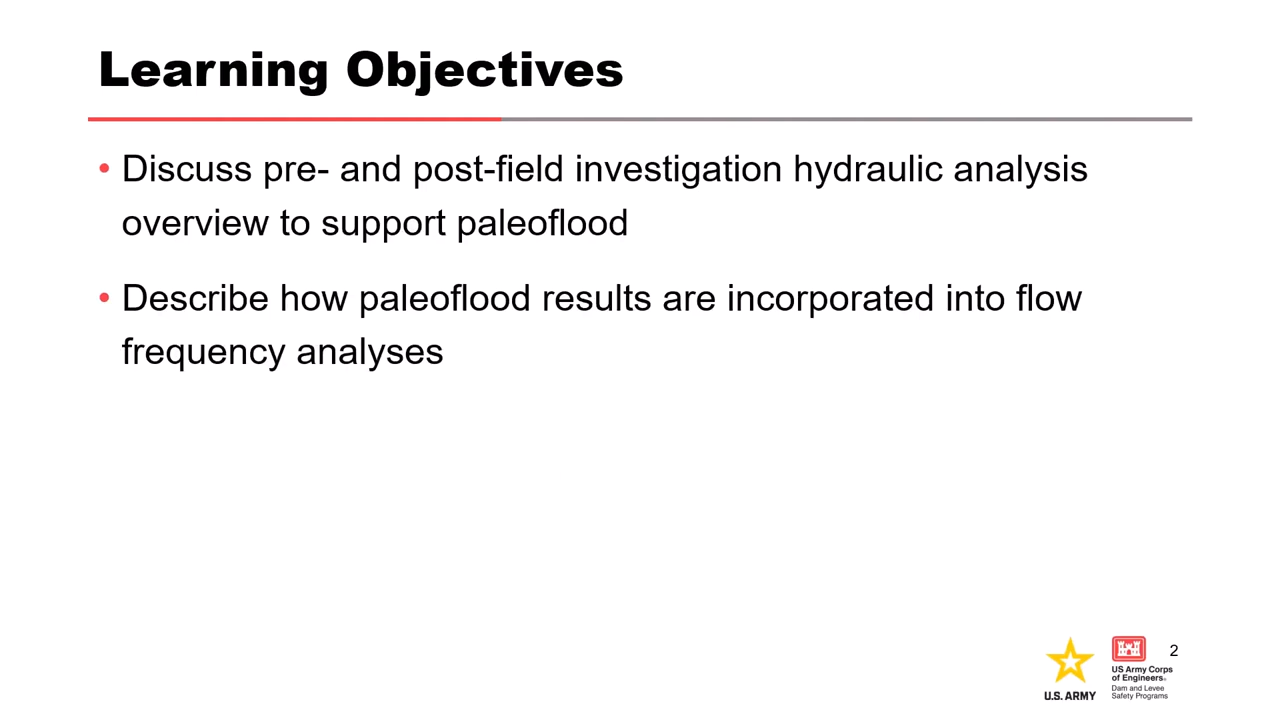 Learning Objectives
• Discuss pre- and post-field investigation hydraulic analysis
overview to support paleoflood
• Describe how paleoflood results are incorporated into flow
frequency analyses
2
U.S. ARMY
US Army Corps
of Engineers®
Dam and Levee
Safety Programs